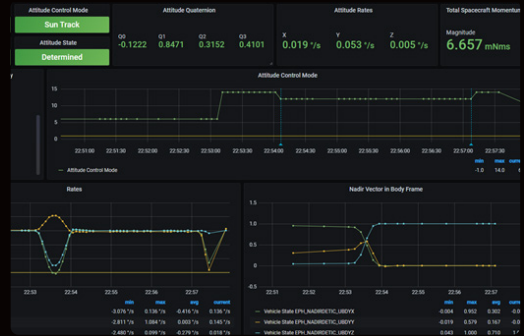 Attitude Control Mode
Sun Track
Attitude State
Determined
Attitude Quaternion
Q0 Q1 Q2 Q3
-0.1222 0.8471 0.3152 0.4101
Attitude Rates
X Y Z
0.019 °/s 0.053 °/s 0.005 °/s
Total Spacecraft Momentum
Magnitude
6.657 mNms
y
Attitude Control Mode
15
10
5
0
22:51:00 22:51:30 22:52:00 22:52:30 22:53:00 22:53:30 22:54:00 22:54:30 22:55:00 22:55:30 22:56:00 22:56:30 22:57:00 22:57:30
min max
Attitude Control Mode -1.0 14.0
Rates
22:53 22:54 22:55 22:56 22:57
min max avg current
-3.076 °/s 0.136 °/s -0.416 °/s 0.136 °/s
-2.811 °/s 1.084 °/s 0.003 °/s -0.145 °/s
-2.480 °/s 0.096 °/s -0.279 °/s 0.018 °/s
Nadir Vector in Body Frame
1.5
1.0
0.5
0
-0.5
22:52 22:53 22:54 22:55 22:56 22:57
min max avg curr
Vehicle State EPH_NADIRDETIC_UBDYX -0.004 0.952 0.302
Vehicle State EPH_NADIRDETIC_UBDYY -0.019 0.579 0.167
Vehicle State EPH_NADIRDETIC_UBDYZ 0.043 1.000 0.710